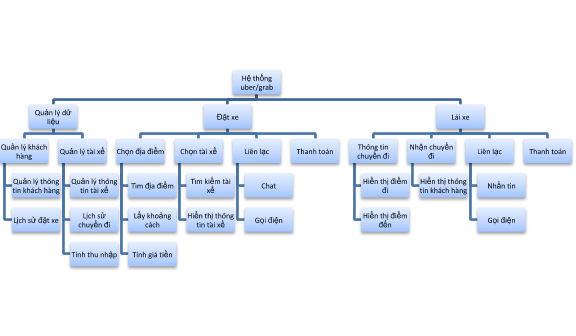 Hệ thống
uber/grab
Quản lý dữ
liệu
Đặt xe
Lái xe
Quản lý khách
hàng
Quản lý tài xế
Chọn địa điểm
Chọn tài xế
Liên lạc
Thanh toán
Thông tin
chuyến đi
Nhận chuyến
đi
Liên lạc
Thanh toán
Quản lý thông
tin khách hàng
Quản lý thông
tin tài xế
Tìm địa điểm
Tìm kiếm tài
xế
Chat
Hiển thị điểm
đi
Hiển thị thông
tin khách hàng
Nhắn tin
Lịch sử đặt xe
Lịch sử
chuyến đi
Lấy khoảng
cách
Hiển thị thông
tin tài xế
Gọi điện
Hiển thị điểm
đến
Gọi điện
Tính thu nhập
Tính giá tiền